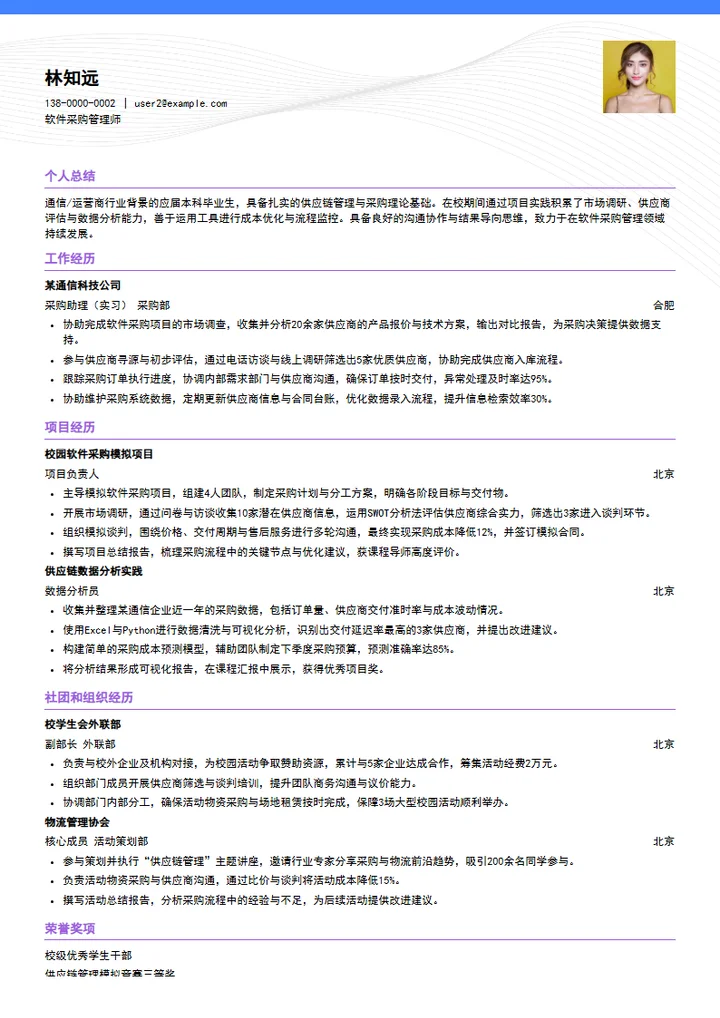 林知远
138-0000-0002 | user2@example.com
软件采购管理师
个人总结
通信/运营商行业背景的应届本科毕业生，具备扎实的供应链管理与采购理论基础。在校期间通过项目实践积累了市场调研、供应商
评估与数据分析能力，善于运用工具进行成本优化与流程监控。具备良好的沟通协作与结果导向思维，致力于在软件采购管理领域
持续发展。
工作经历
某通信科技公司
采购助理（实习） 采购部 合肥
• 协助完成软件采购项目的市场调查，收集并分析20余家供应商的产品报价与技术方案，输出对比报告，为采购决策提供数据支
持。
• 参与供应商寻源与初步评估，通过电话访谈与线上调研筛选出5家优质供应商，协助完成供应商入库流程。
• 跟踪采购订单执行进度，协调内部需求部门与供应商沟通，确保订单按时交付，异常处理及时率达95%。
• 协助维护采购系统数据，定期更新供应商信息与合同台账，优化数据录入流程，提升信息检索效率30%。
项目经历
校园软件采购模拟项目
项目负责人 北京
• 主导模拟软件采购项目，组建4人团队，制定采购计划与分工方案，明确各阶段目标与交付物。
• 开展市场调研，通过问卷与访谈收集10家潜在供应商信息，运用SWOT分析法评估供应商综合实力，筛选出3家进入谈判环节。
• 组织模拟谈判，围绕价格、交付周期与售后服务进行多轮沟通，最终实现采购成本降低12%，并签订模拟合同。
• 撰写项目总结报告，梳理采购流程中的关键节点与优化建议，获课程导师高度评价。
供应链数据分析实践
数据分析员 北京
• 收集并整理某通信企业近一年的采购数据，包括订单量、供应商交付准时率与成本波动情况。
• 使用Excel与Python进行数据清洗与可视化分析，识别出交付延迟率最高的3家供应商，并提出改进建议。
• 构建简单的采购成本预测模型，辅助团队制定下季度采购预算，预测准确率达85%。
• 将分析结果形成可视化报告，在课程汇报中展示，获得优秀项目奖。
社团和组织经历
校学生会外联部
副部长 外联部 北京
• 负责与校外企业及机构对接，为校园活动争取赞助资源，累计与5家企业达成合作，筹集活动经费2万元。
• 组织部门成员开展供应商筛选与谈判培训，提升团队商务沟通与议价能力。
• 协调部门内部分工，确保活动物资采购与场地租赁按时完成，保障3场大型校园活动顺利举办。
物流管理协会
核心成员 活动策划部 北京
• 参与策划并执行“供应链管理”主题讲座，邀请行业专家分享采购与物流前沿趋势，吸引200余名同学参与。
• 负责活动物资采购与供应商沟通，通过比价与谈判将活动成本降低15%。
• 撰写活动总结报告，分析采购流程中的经验与不足，为后续活动提供改进建议。
荣誉奖项
校级优秀学生干部
供应链管理模拟竞赛三等奖